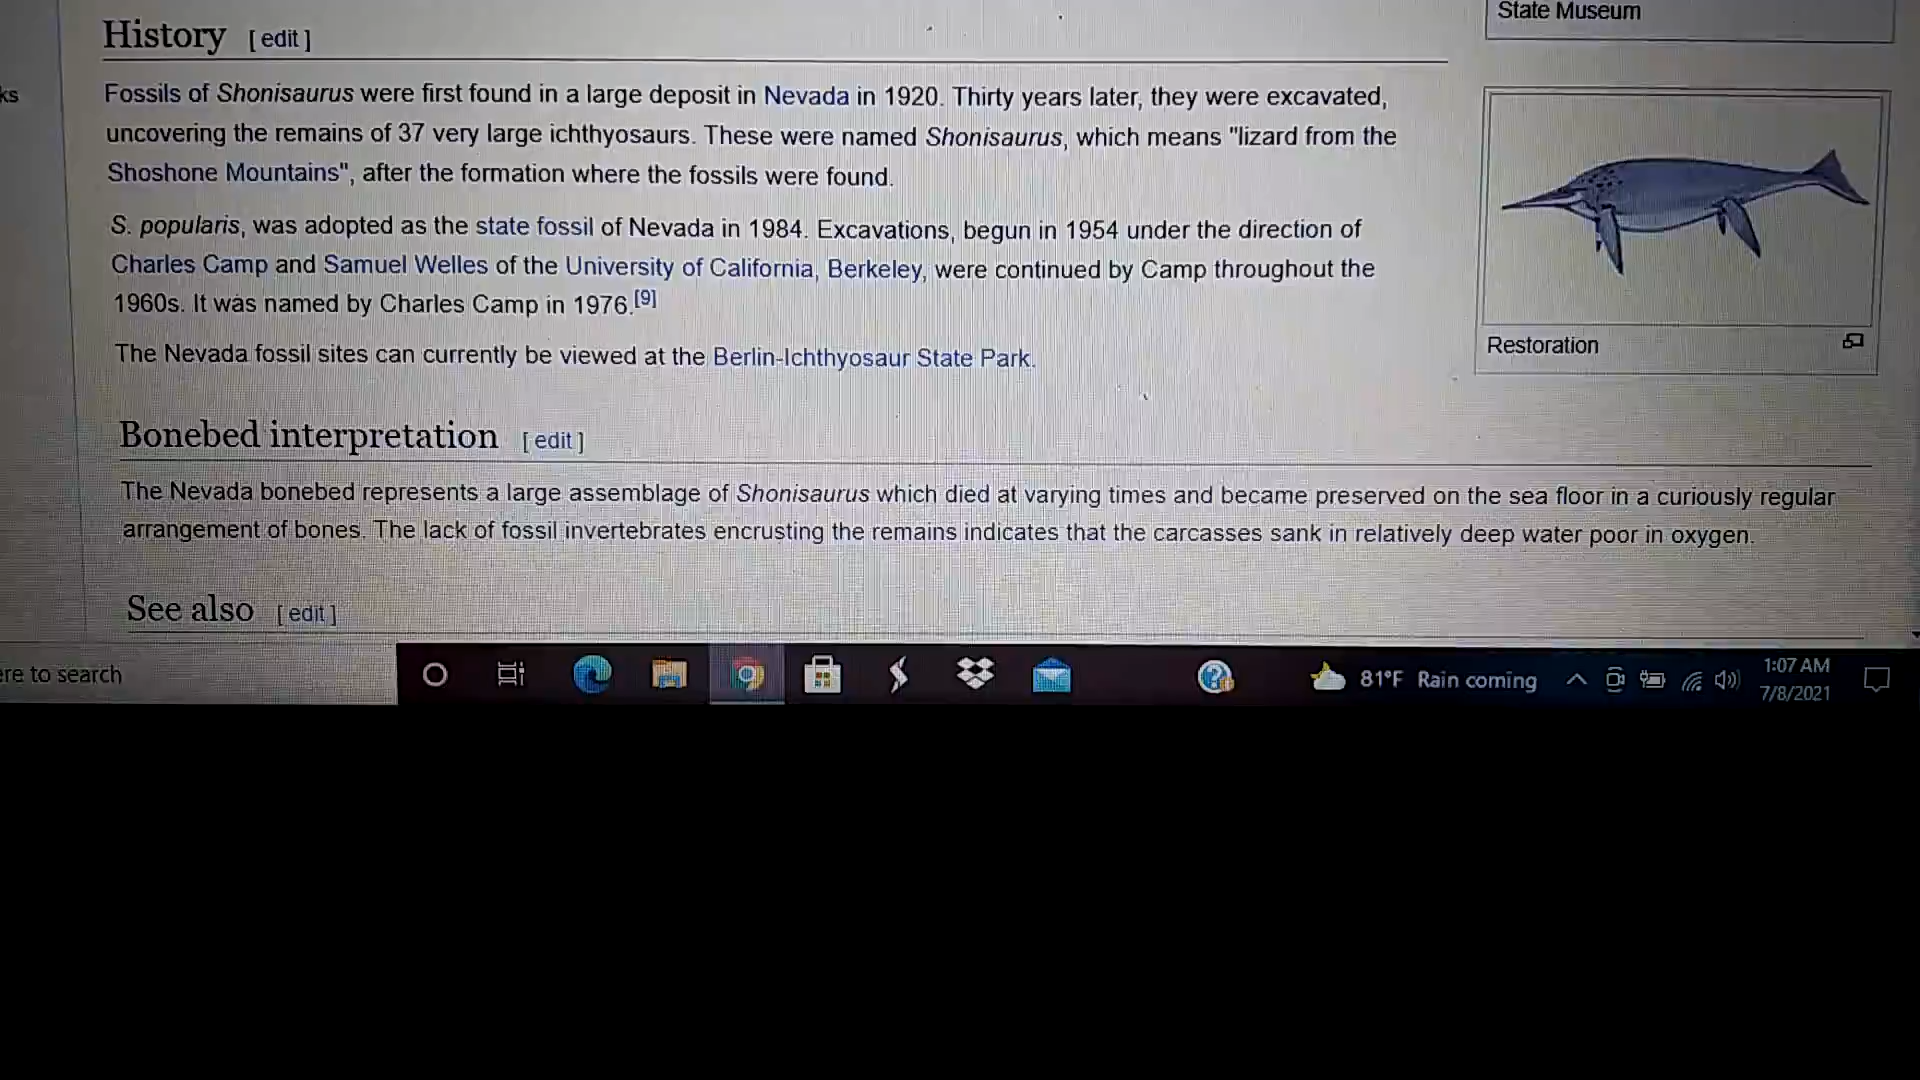 State Museum
History [ edit ]
ks
Fossils of Shonisaurus were first found in a large deposit in Nevada in 1920. Thirty years later, they were excavated,
uncovering the remains of 37 very large ichthyosaurs. These were named Shonisaurus, which means "lizard from the
Shoshone Mountains", after the formation where the fossils were found.
S. popularis, was adopted as the state fossil of Nevada in 1984. Excavations, begun in 1954 under the direction of
Charles Camp and Samuel Welles of the University of California, Berkeley, were continued by Camp throughout the
1960s. It was named by Charles Camp in 1976.[9]
The Nevada fossil sites can currently be viewed at the Berlin-Ichthyosaur State Park.
Restoration
Bonebed interpretation [ edit ]
The Nevada bonebed represents a large assemblage of Shonisaurus which died at varying times and became preserved on the sea floor in a curiously regular
arrangement of bones. The lack of fossil invertebrates encrusting the remains indicates that the carcasses sank in relatively deep water poor in oxygen.
See also [ edit ]
ere to search
81°F Rain coming
1:07 AM
7/8/2021